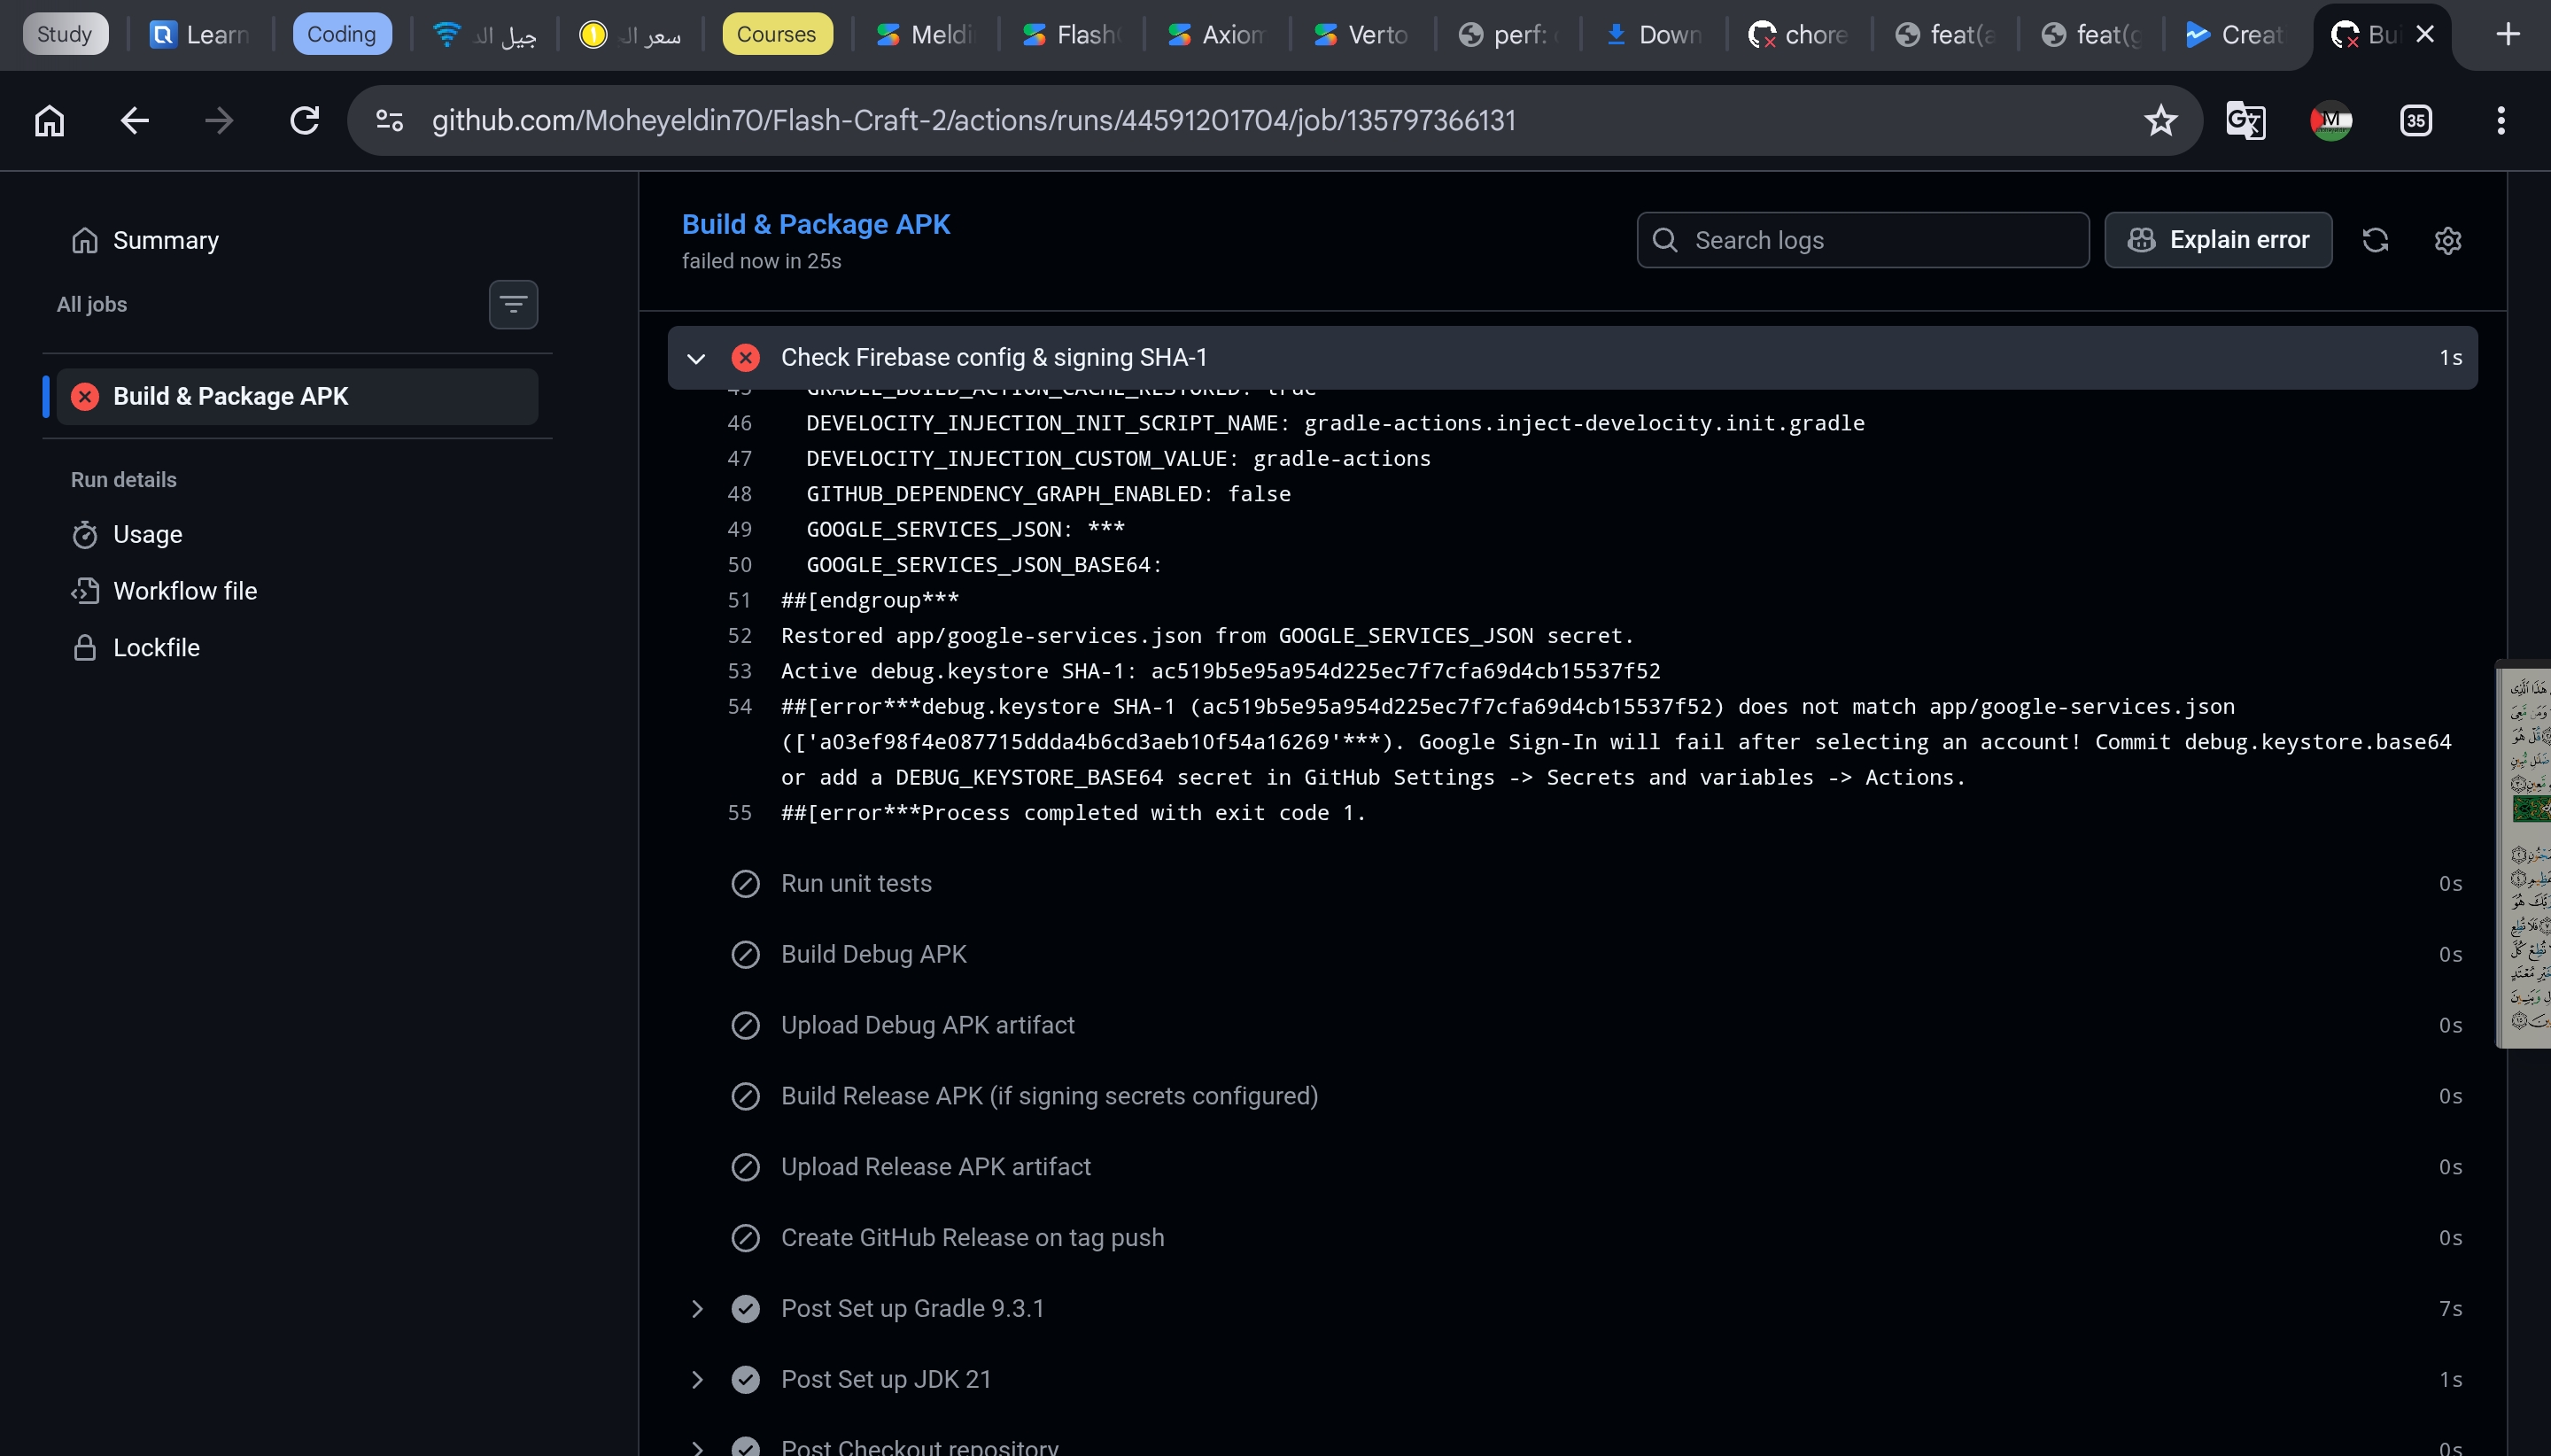 Study
Learn
Coding
جيل الد
سعر الـ
Courses
Meldi
Flash
Axiom
Verto
perf:
Down
chore
feat(a
feat(g
Creat
Bui
github.com/Moheyeldin70/Flash-Craft-2/actions/runs/44591201704/job/135797366131
35
Summary
All jobs
Build & Package APK
Run details
Usage
Workflow file
Lockfile
Build & Package APK
failed now in 25s
Search logs
Explain error
Check Firebase config & signing SHA-1 1s
45 GRADLE_BUILD_ACTION_CACHE_RESTORED: true
46 DEVELOCITY_INJECTION_INIT_SCRIPT_NAME: gradle-actions.inject-develocity.init.gradle
47 DEVELOCITY_INJECTION_CUSTOM_VALUE: gradle-actions
48 GITHUB_DEPENDENCY_GRAPH_ENABLED: false
49 GOOGLE_SERVICES_JSON: ***
50 GOOGLE_SERVICES_JSON_BASE64:
51 ##[endgroup***
52 Restored app/google-services.json from GOOGLE_SERVICES_JSON secret.
53 Active debug.keystore SHA-1: ac519b5e95a954d225ec7f7cfa69d4cb15537f52
54 ##[error***debug.keystore SHA-1 (ac519b5e95a954d225ec7f7cfa69d4cb15537f52) does not match app/google-services.json
(['a03ef98f4e087715ddda4b6cd3aeb10f54a16269'***). Google Sign-In will fail after selecting an account! Commit debug.keystore.base64
or add a DEBUG_KEYSTORE_BASE64 secret in GitHub Settings -> Secrets and variables -> Actions.
55 ##[error***Process completed with exit code 1.
Run unit tests 0s
Build Debug APK 0s
Upload Debug APK artifact 0s
Build Release APK (if signing secrets configured) 0s
Upload Release APK artifact 0s
Create GitHub Release on tag push 0s
Post Set up Gradle 9.3.1 7s
Post Set up JDK 21 1s
Post Checkout repository 0s